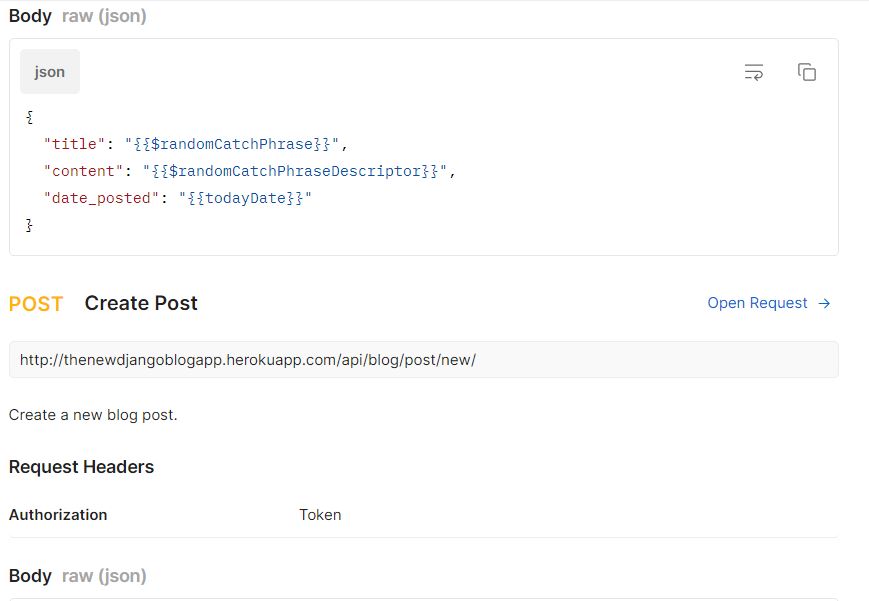 Body raw (json)
json
{
"title": "{{$randomCatchPhrase}}",
"content": "{{$randomCatchPhraseDescriptor}}",
"date_posted": "{{todayDate}}"
}
POST Create Post Open Request →
http://thenewdjangoblogapp.herokuapp.com/api/blog/post/new/
Create a new blog post.
Request Headers
Authorization Token
Body raw (json)